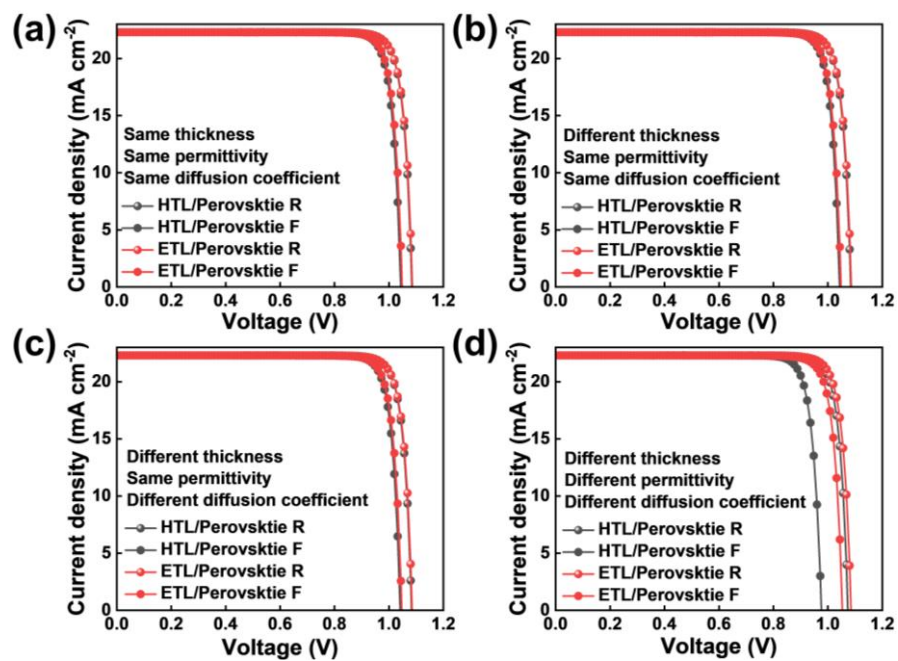 (a)
Current density (mA cm⁻²)
20
15
10
5
0
Same thickness
Same permittivity
Same diffusion coefficient
HTL/Perovsktie R
HTL/Perovsktie F
ETL/Perovsktie R
ETL/Perovsktie F
0.0 0.2 0.4 0.6 0.8 1.0 1.2
Voltage (V)
(b)
Current density (mA cm⁻²)
20
15
10
5
0
Different thickness
Same permittivity
Same diffusion coefficient
HTL/Perovsktie R
HTL/Perovsktie F
ETL/Perovsktie R
ETL/Perovsktie F
0.0 0.2 0.4 0.6 0.8 1.0 1.2
Voltage (V)
(c)
Current density (mA cm⁻²)
20
15
10
5
0
Different thickness
Same permittivity
Different diffusion coefficient
HTL/Perovsktie R
HTL/Perovsktie F
ETL/Perovsktie R
ETL/Perovsktie F
0.0 0.2 0.4 0.6 0.8 1.0 1.2
Voltage (V)
(d)
Current density (mA cm⁻²)
20
15
10
5
0
Different thickness
Different permittivity
Different diffusion coefficient
HTL/Perovsktie R
HTL/Perovsktie F
ETL/Perovsktie R
ETL/Perovsktie F
0.0 0.2 0.4 0.6 0.8 1.0 1.2
Voltage (V)